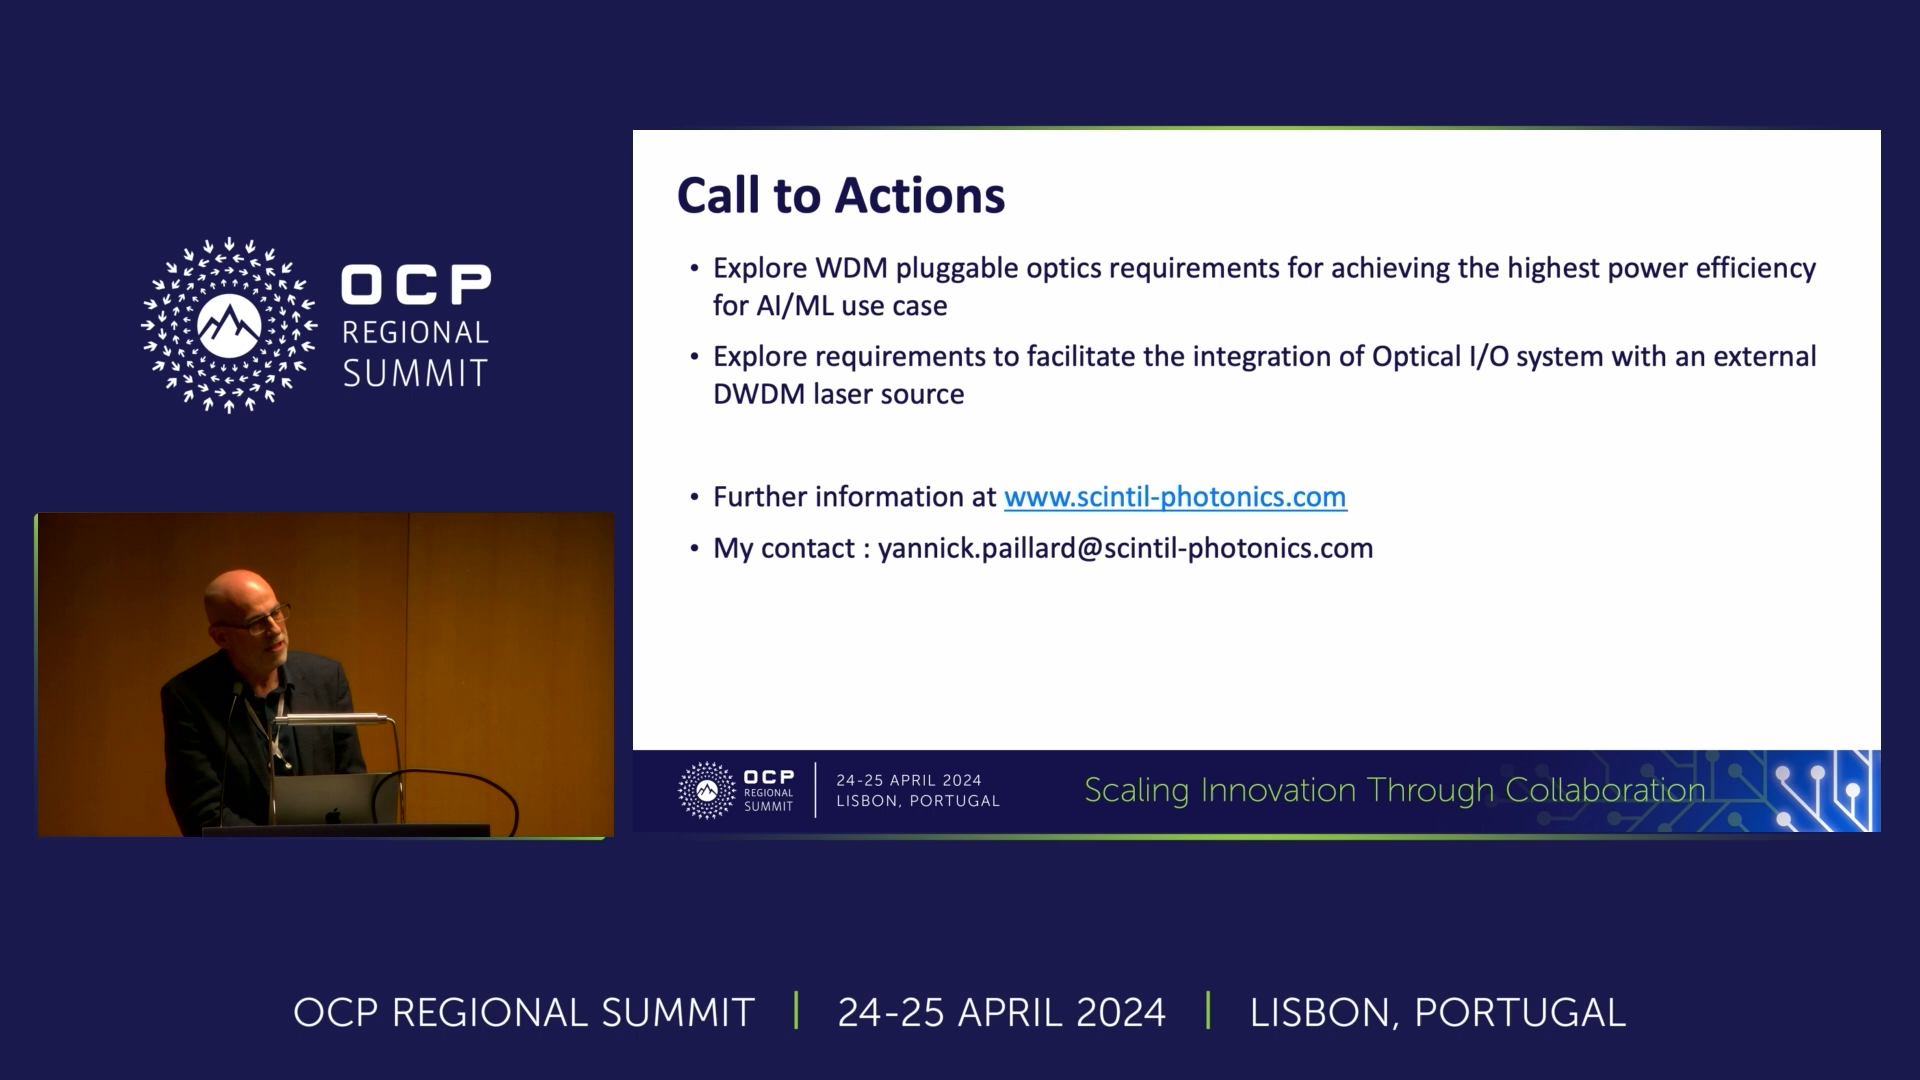 OCP
REGIONAL
SUMMIT
Call to Actions
• Explore WDM pluggable optics requirements for achieving the highest power efficiency
for AI/ML use case
• Explore requirements to facilitate the integration of Optical I/O system with an external
DWDM laser source
• Further information at www.scintil-photonics.com
• My contact : yannick.paillard@scintil-photonics.com
OCP
REGIONAL
SUMMIT
24-25 APRIL 2024
LISBON, PORTUGAL
Scaling Innovation Through Collaboration
OCP REGIONAL SUMMIT | 24-25 APRIL 2024 | LISBON, PORTUGAL